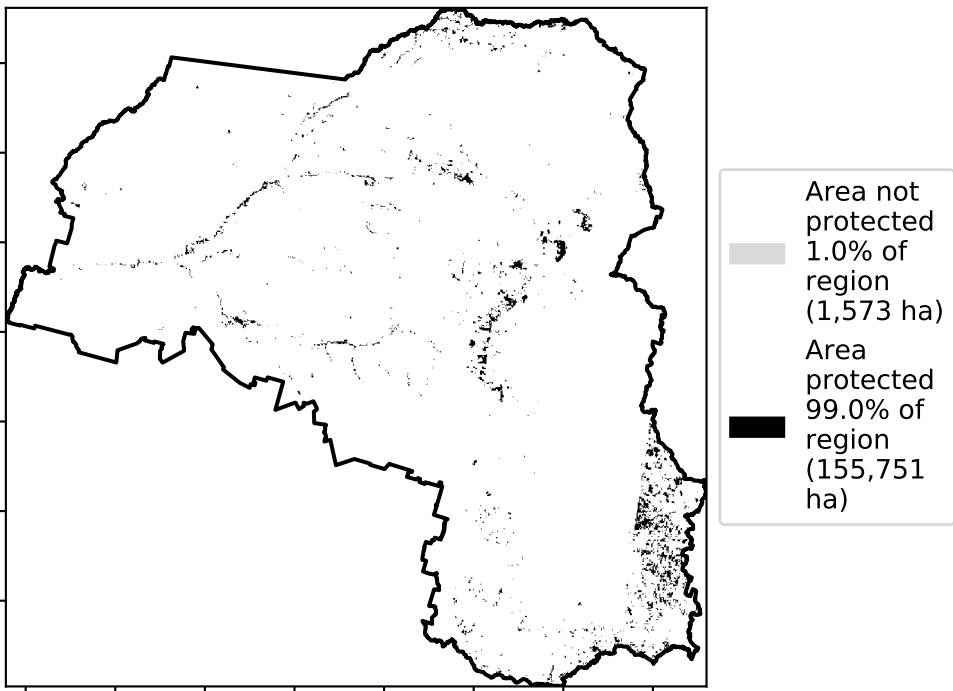 Area not
protected
1.0% of
region
(1,573 ha)
Area
protected
99.0% of
region
(155,751
ha)